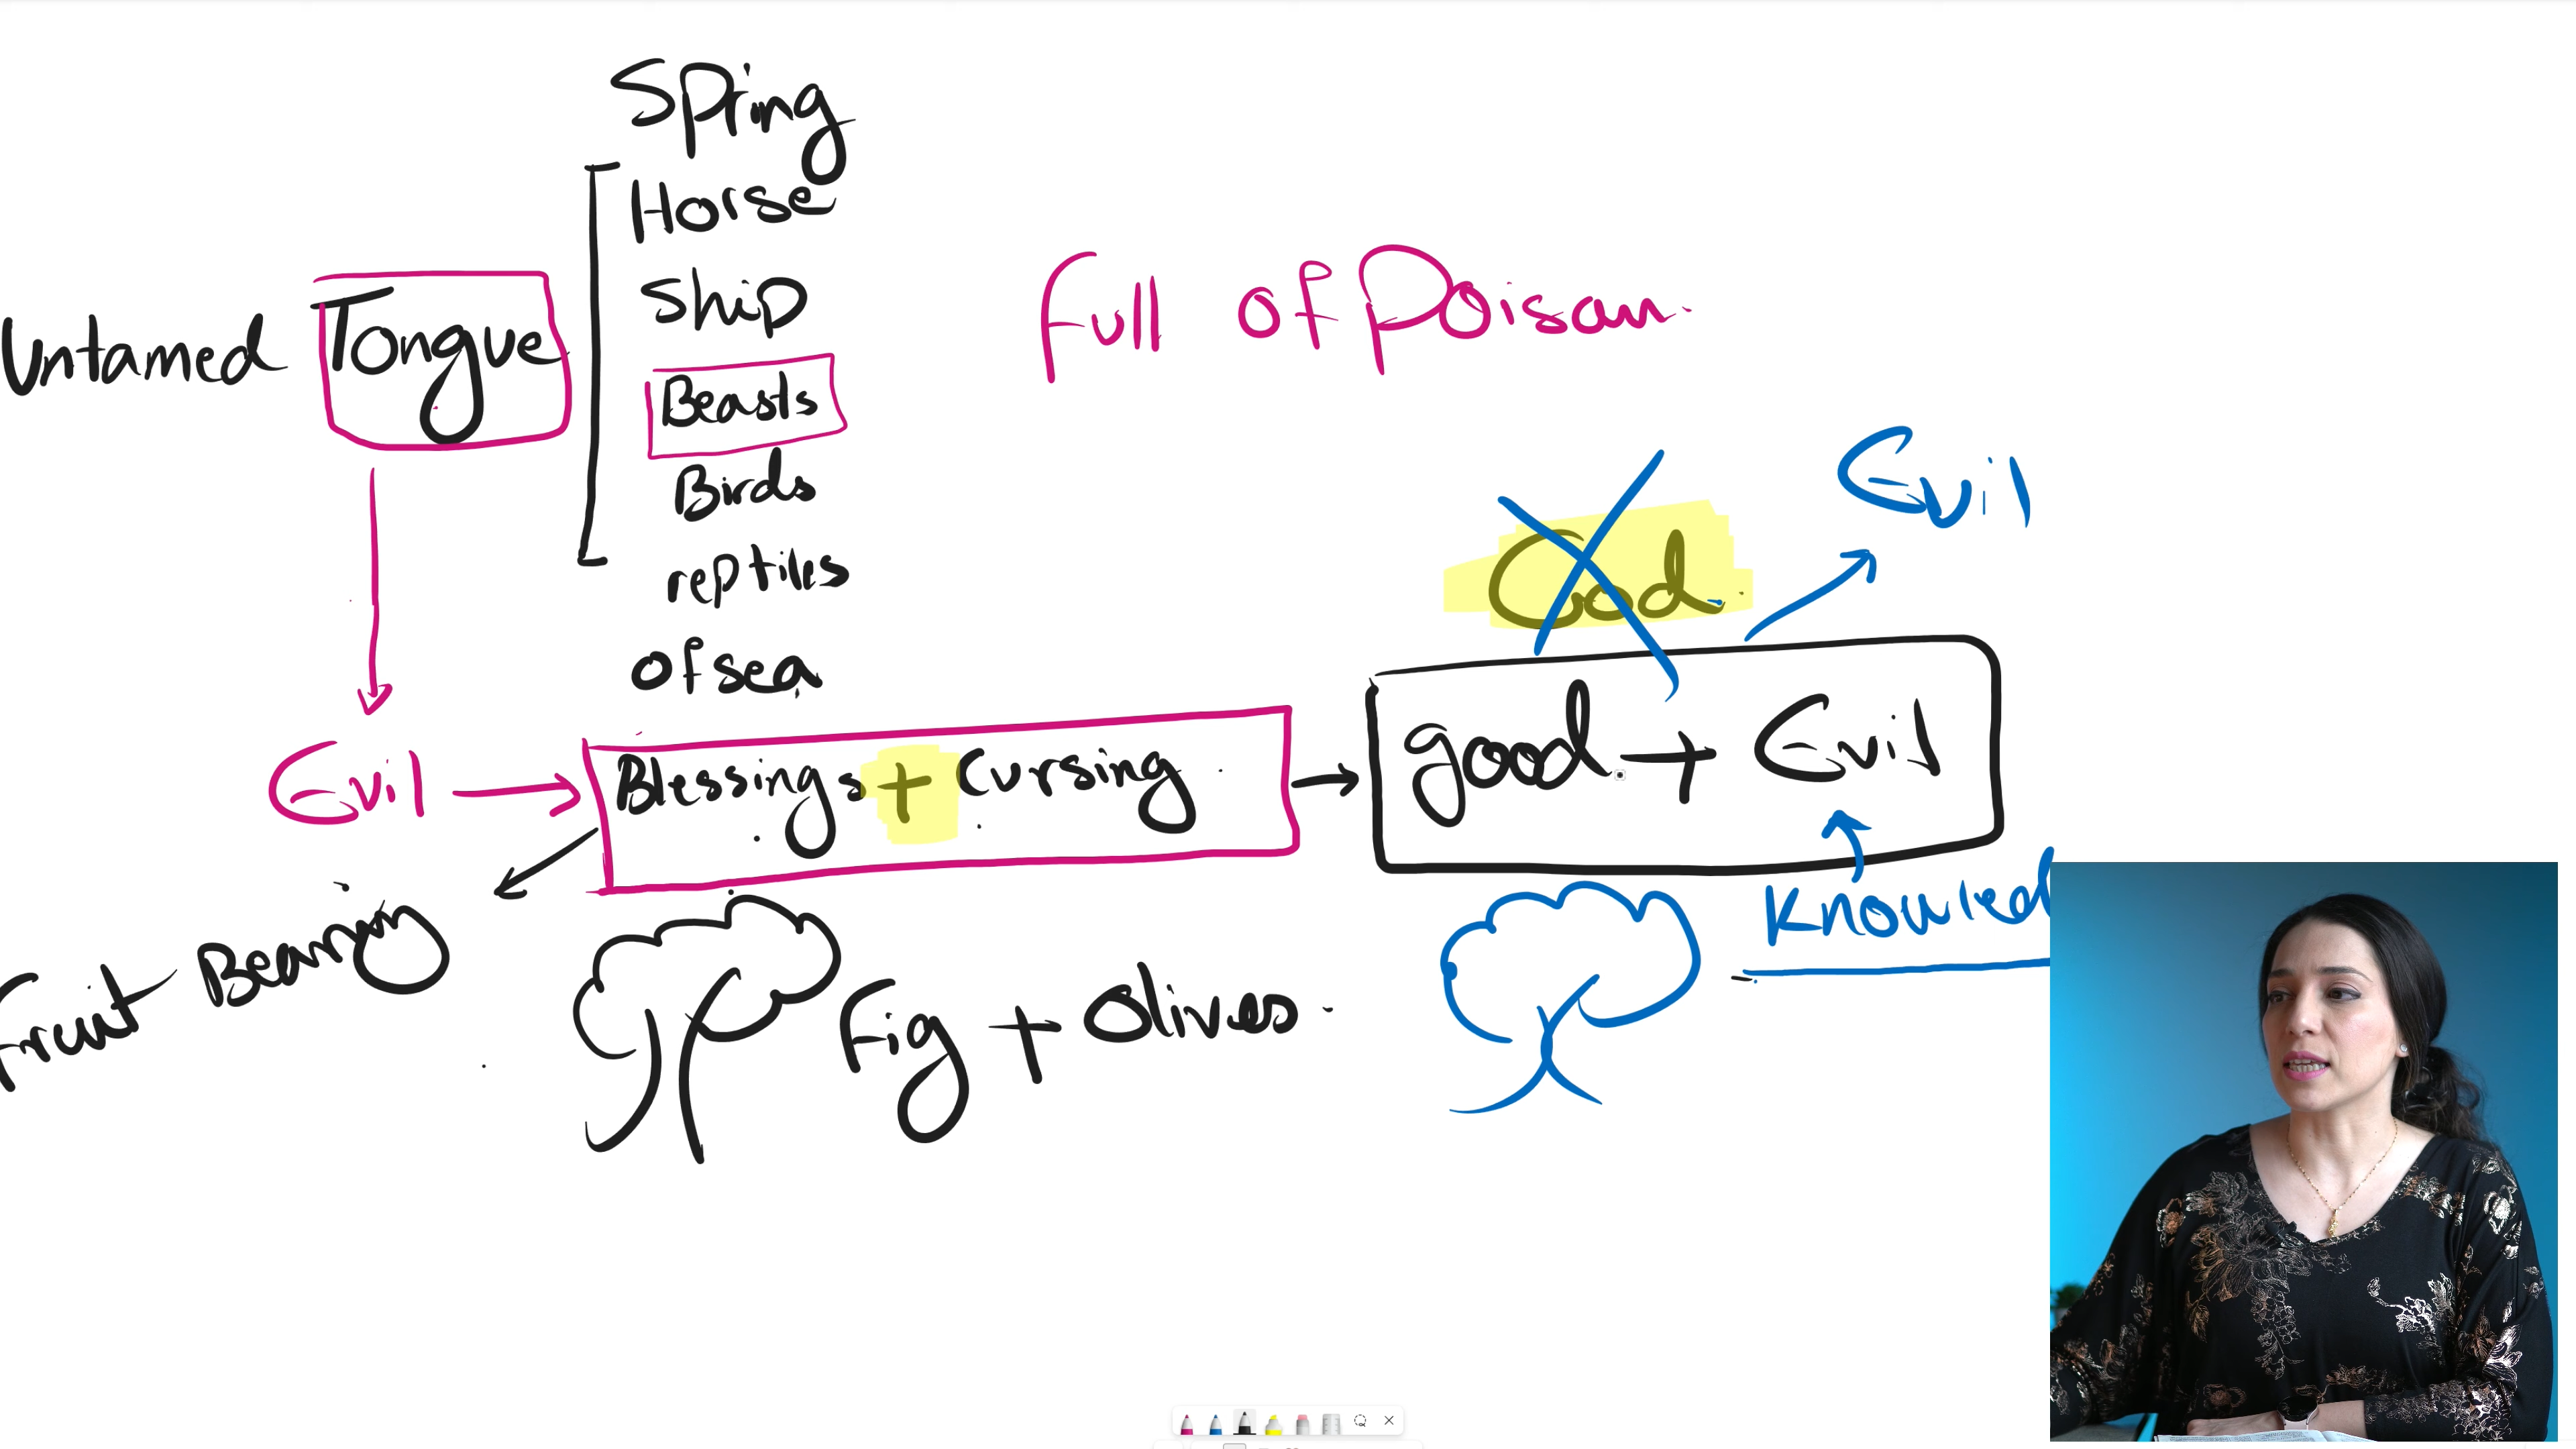 Spring
Horse
Ship
Untamed Tongue
Full of Poison.
Beasts
Birds
reptiles
of sea
God.
Evil
Evil
Blessings + Cursing
good + Evil
Fruit Bearing
Fig + Olives
Knowled